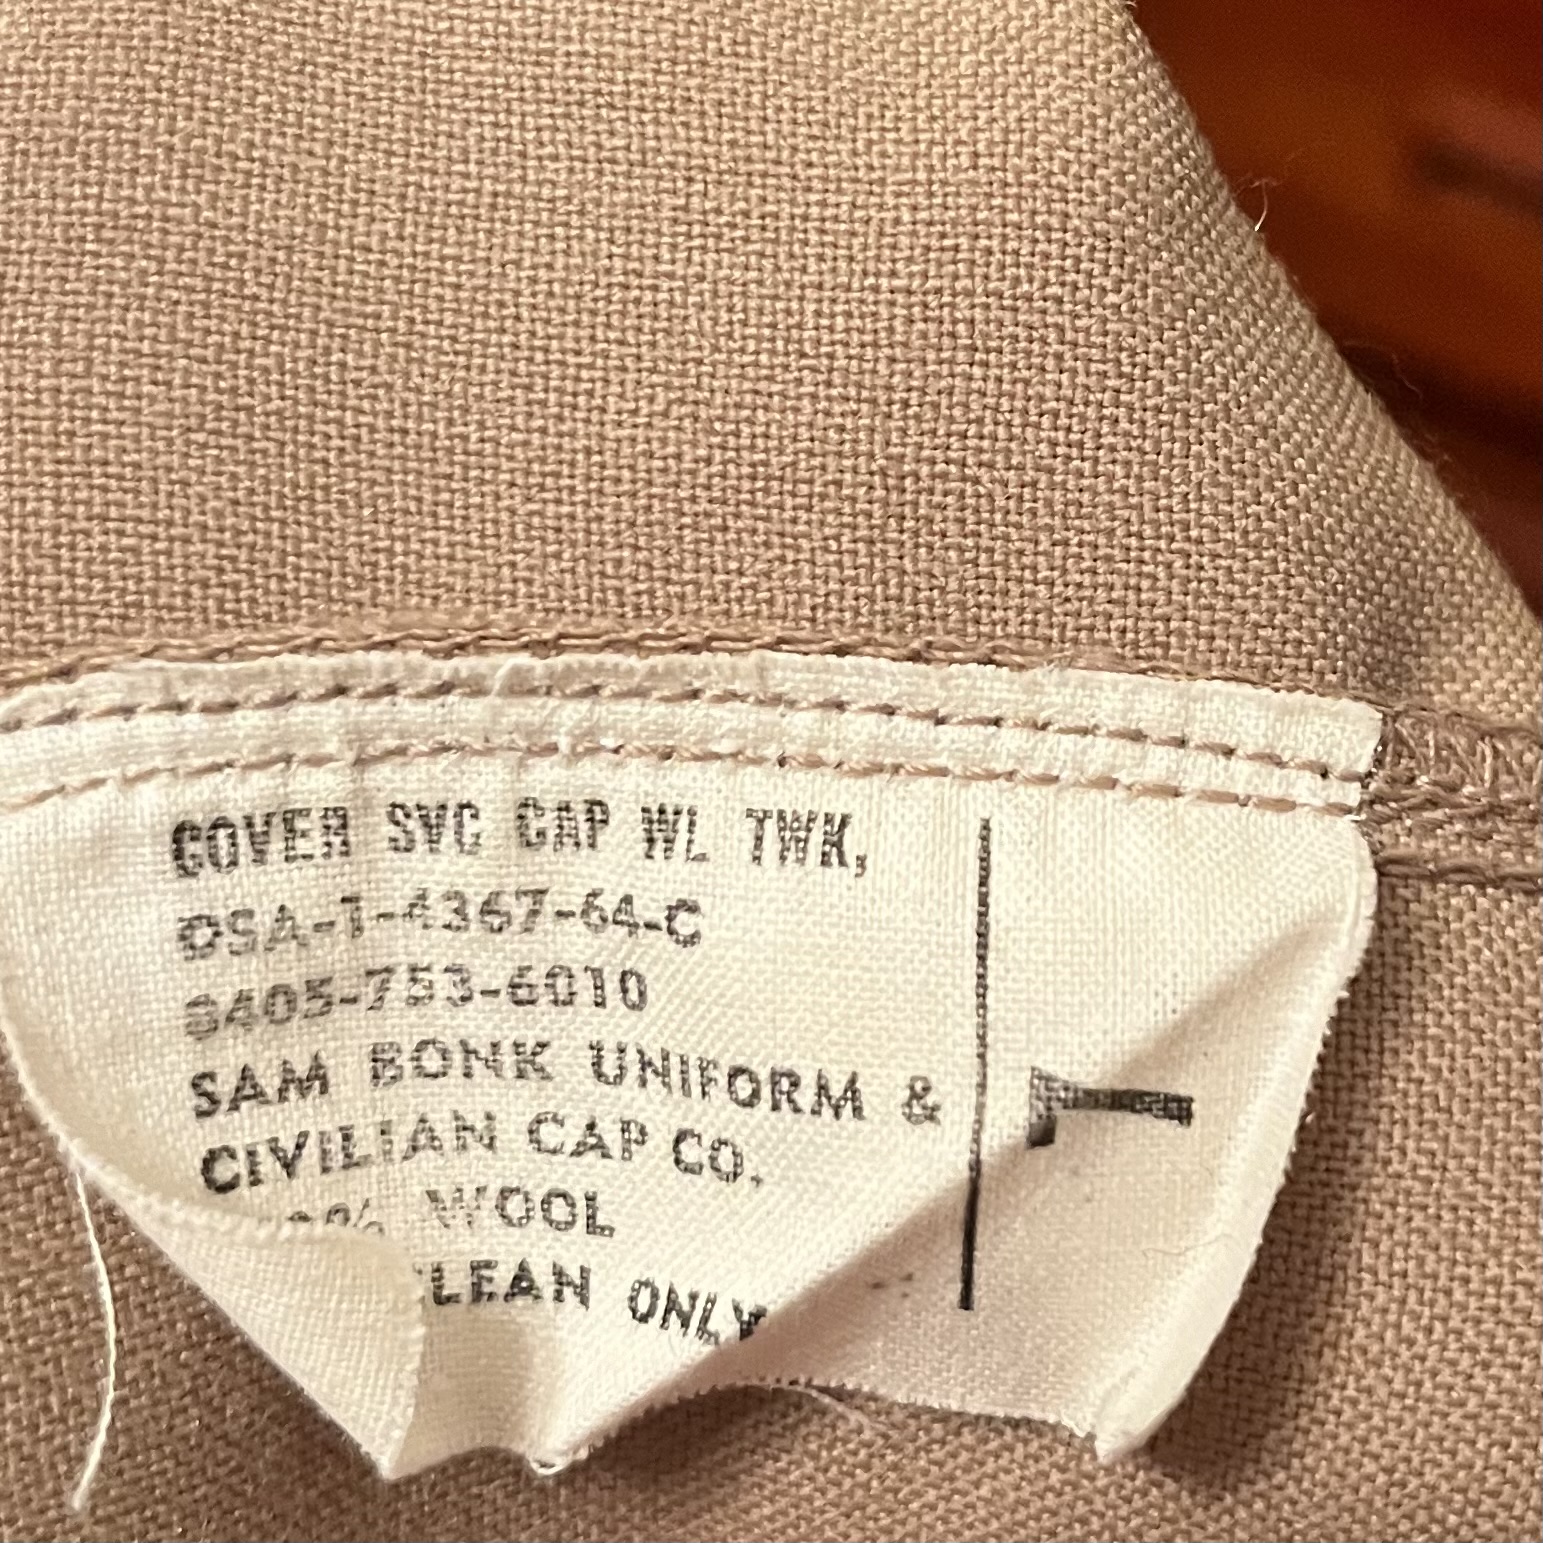 COVER SVC CAP WL TWK,
DSA-1-4367-64-C
8405-753-6010
SAM BONK UNIFORM &
CIVILIAN CAP CO.
% WOOL
CLEAN ONLY